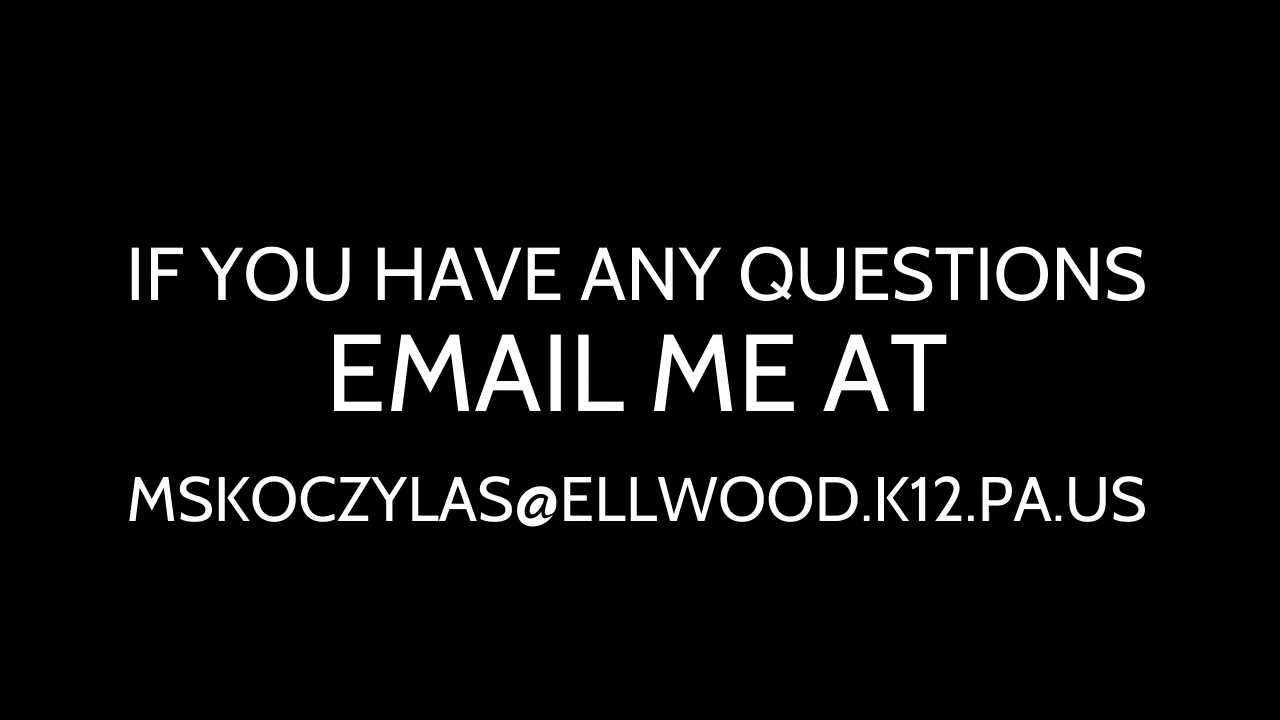 IF YOU HAVE ANY QUESTIONS
EMAIL ME AT
MSKOCZYLAS@ELLWOOD.K12.PA.US